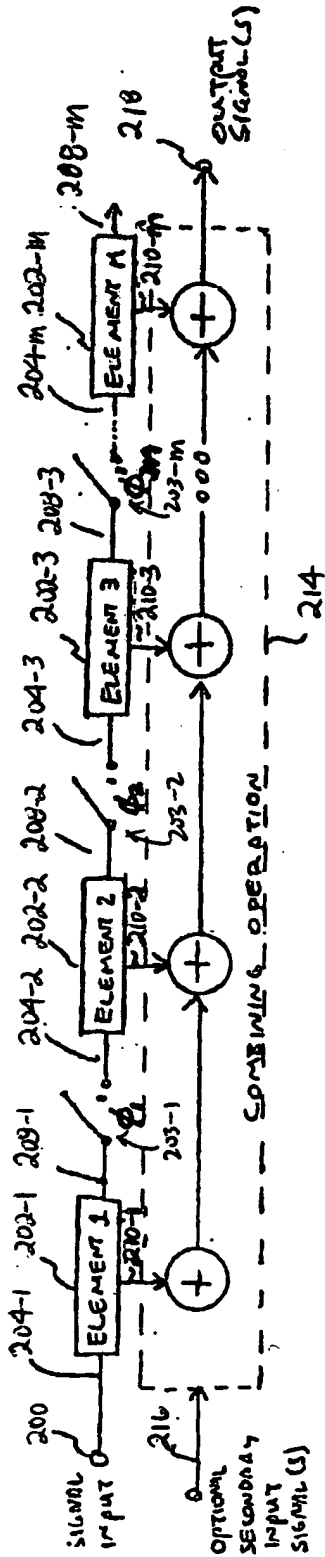 SIGNAL
INPUT
200
204-1
202-1
ELEMENT 1
208-1
210-1
Φ1
203-1
204-2
202-2
ELEMENT 2
208-2
210-2
Φ2
203-2
204-3
202-3
ELEMENT 3
208-3
210-3
203-M
204-M
202-M
ELEMENT M
208-M
210-M
+
+
+
+
OPTIONAL
SECONDARY
INPUT
SIGNAL(S)
216
COMBINING OPERATION
214
218
OUTPUT
SIGNAL(S)